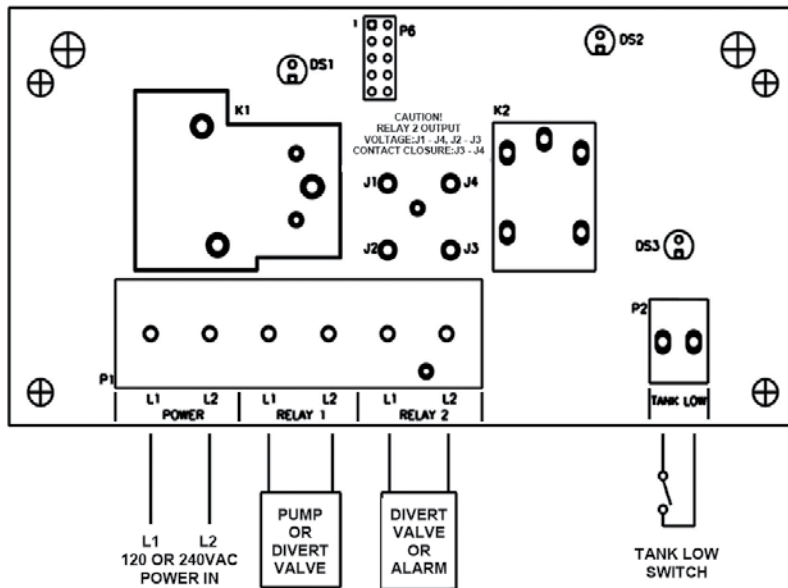 1
P6
DS1
DS2
K1
K2
CAUTION!
RELAY 2 OUTPUT
VOLTAGE:J1 - J4, J2 - J3
CONTACT CLOSURE:J3 - J4
J1
J4
J2
J3
DS3
P2
P1
L1
L2
L1
L2
L1
L2
POWER
RELAY 1
RELAY 2
TANK LOW
L1
L2
120 OR 240VAC
POWER IN
PUMP
OR
DIVERT
VALVE
DIVERT
VALVE
OR
ALARM
TANK LOW
SWITCH